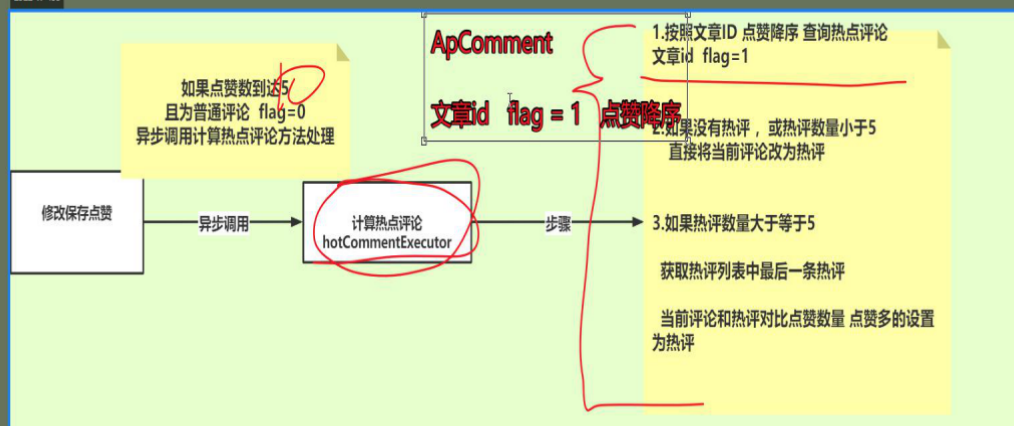 如果点赞数到达5
且为普通评论 flag=0
异步调用计算热点评论方法处理
修改保存点赞
异步调用
计算热点评论
hotCommentExecutor
步骤
ApComment
文章id flag = 1 点赞降序
1.按照文章ID 点赞降序 查询热点评论
文章id flag=1
2.如果没有热评 ，或热评数量小于5
直接将当前评论改为热评
3.如果热评数量大于等于5
获取热评列表中最后一条热评
当前评论和热评对比点赞数量 点赞多的设置
为热评